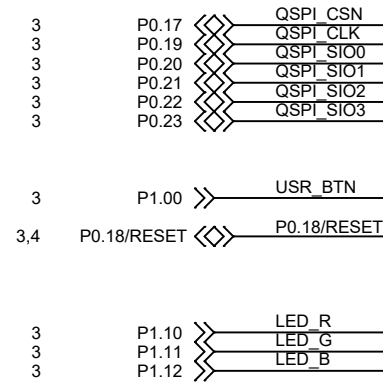 3 P0.17 QSPI_CSN
3 P0.19 QSPI_CLK
3 P0.20 QSPI_SIO0
3 P0.21 QSPI_SIO1
3 P0.22 QSPI_SIO2
3 P0.23 QSPI_SIO3
3 P1.00 USR_BTN
3,4 P0.18/RESET P0.18/RESET
3 P1.10 LED_R
3 P1.11 LED_G
3 P1.12 LED_B